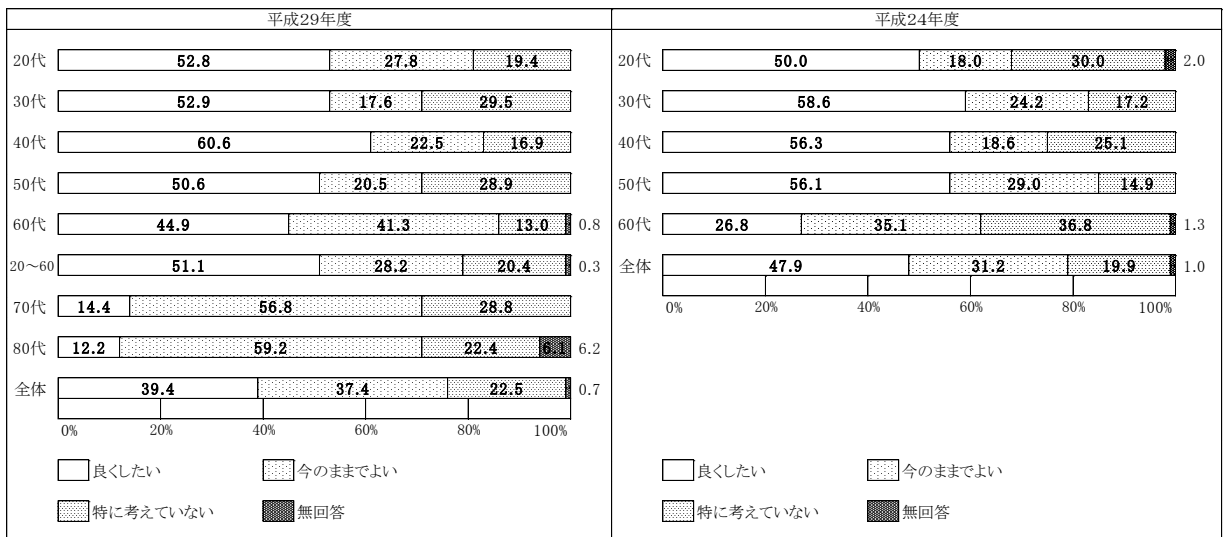 平成29年度
20代 52.8 27.8 19.4
30代 52.9 17.6 29.5
40代 60.6 22.5 16.9
50代 50.6 20.5 28.9
60代 44.9 41.3 13.0 0.8
20～60 51.1 28.2 20.4 0.3
70代 14.4 56.8 28.8
80代 12.2 59.2 22.4 6.1 6.2
全体 39.4 37.4 22.5 0.7
0% 20% 40% 60% 80% 100%
良くしたい 今のままでよい
特に考えていない 無回答
平成24年度
20代 50.0 18.0 30.0 2.0
30代 58.6 24.2 17.2
40代 56.3 18.6 25.1
50代 56.1 29.0 14.9
60代 26.8 35.1 36.8 1.3
全体 47.9 31.2 19.9 1.0
0% 20% 40% 60% 80% 100%
良くしたい 今のままでよい
特に考えていない 無回答